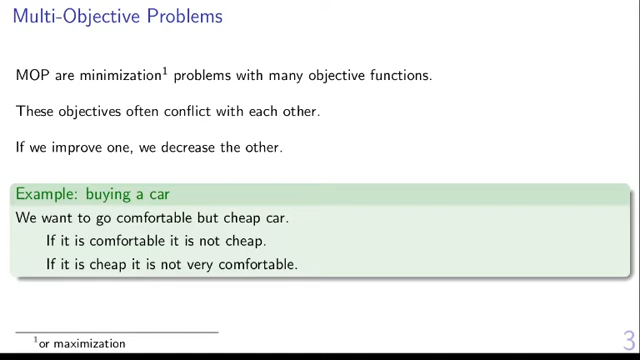 Multi-Objective Problems
MOP are minimization¹ problems with many objective functions.
These objectives often conflict with each other.
If we improve one, we decrease the other.
Example: buying a car
We want to go comfortable but cheap car.
If it is comfortable it is not cheap.
If it is cheap it is not very comfortable.
¹or maximization
3